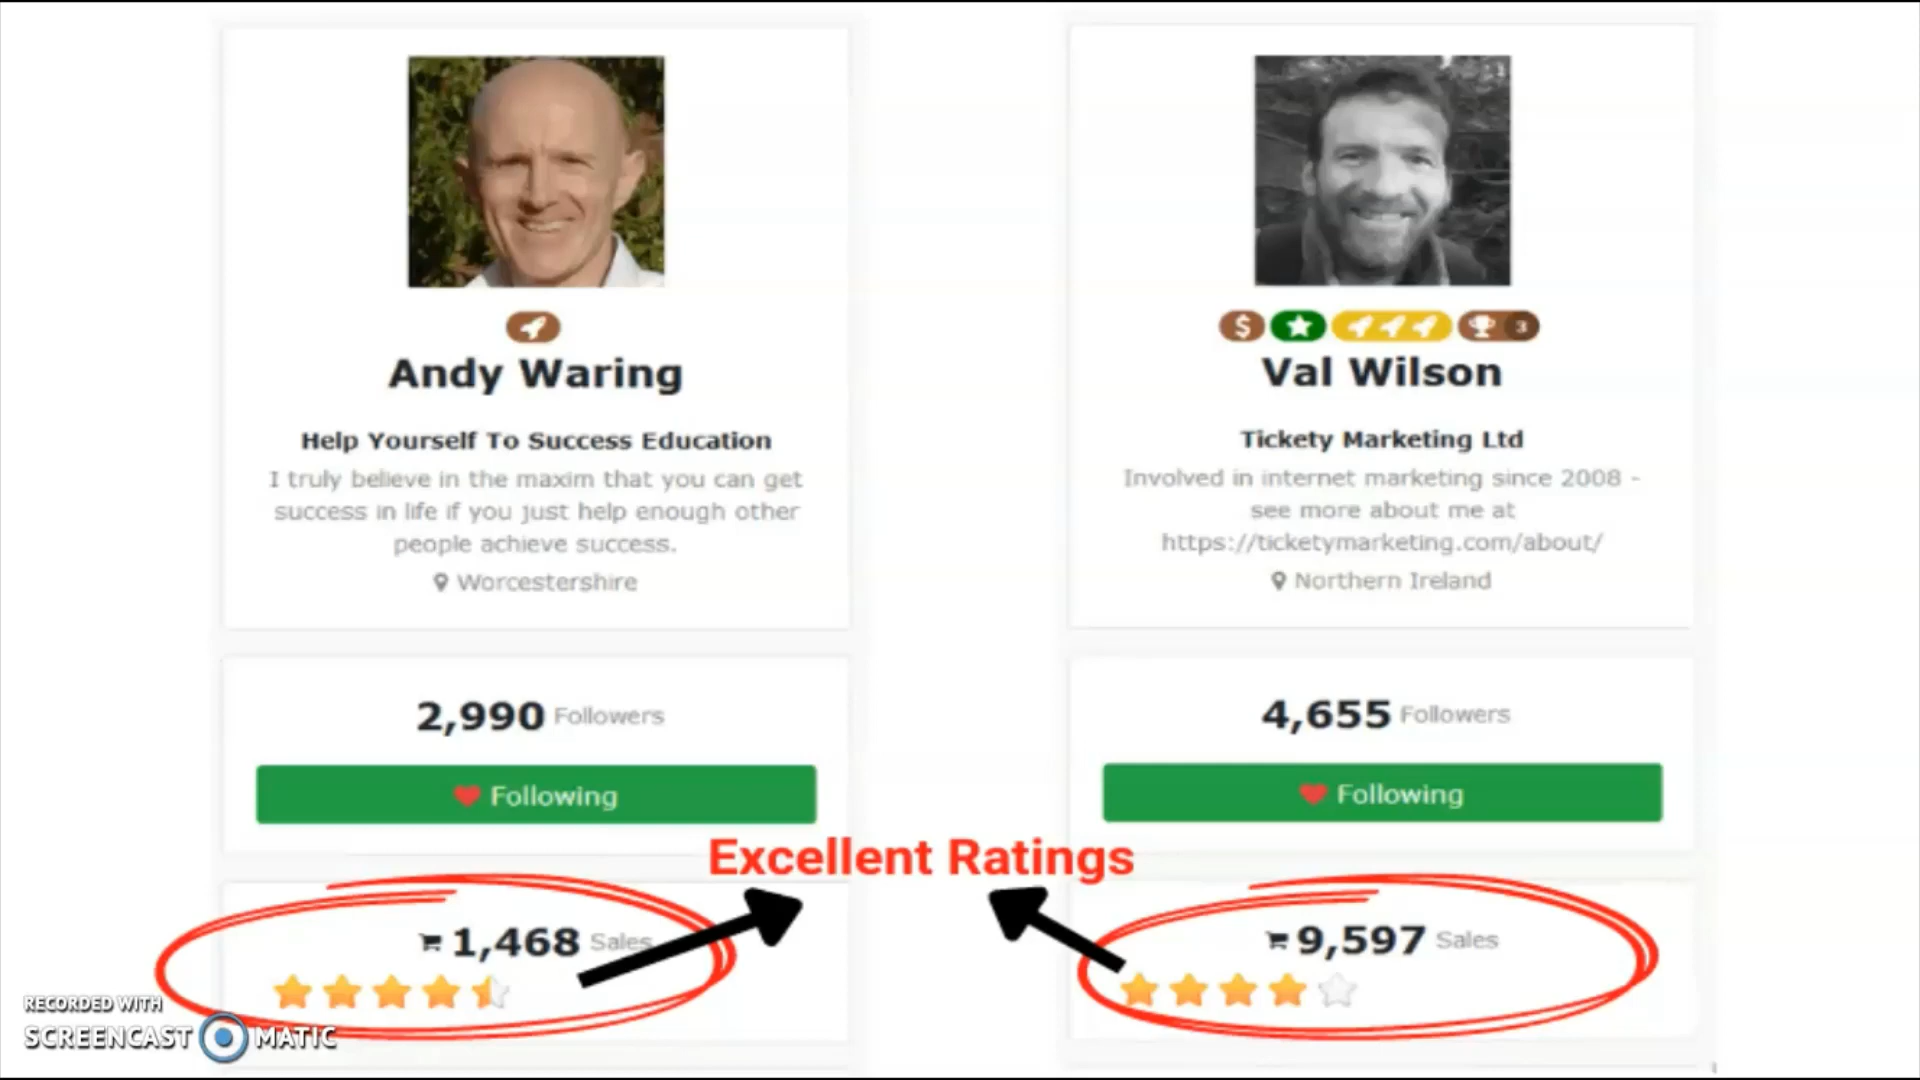 3
Andy Waring
Help Yourself To Success Education
I truly believe in the maxim that you can get
success in life if you just help enough other
people achieve success.
Worcestershire
2,990 Followers
Following
1,468 Sales
Val Wilson
Tickety Marketing Ltd
Involved in internet marketing since 2008 -
see more about me at
https://ticketymarketing.com/about/
Northern Ireland
4,655 Followers
Following
Excellent Ratings
9,597 Sales
RECORDED WITH
SCREENCAST MATIC